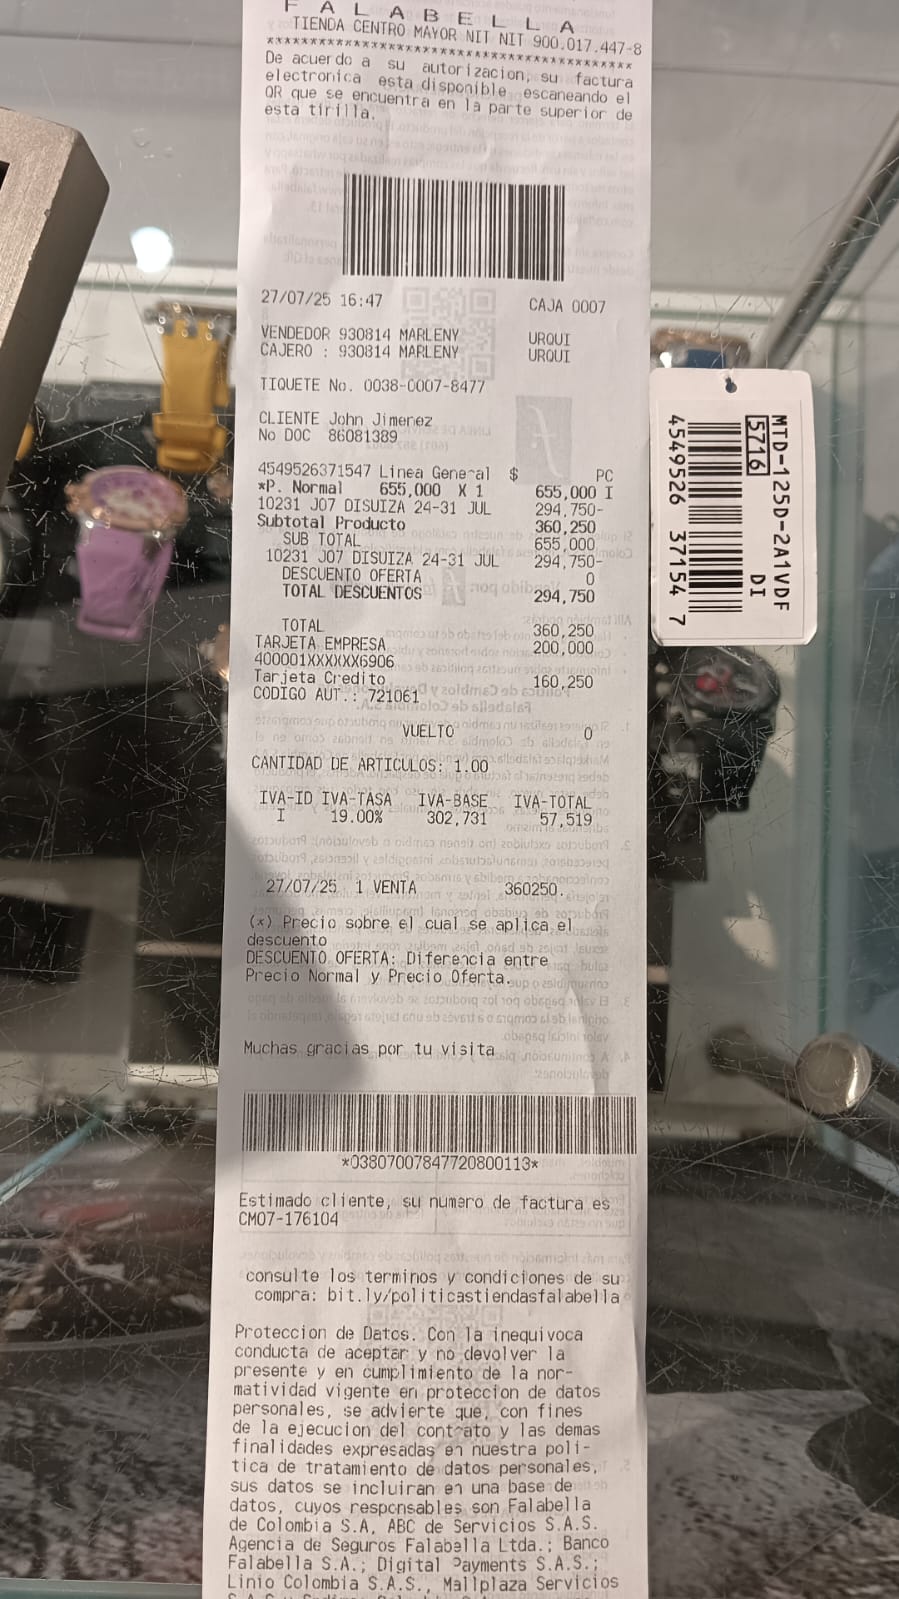 F A L A B E L L A
TIENDA CENTRO MAYOR NIT NIT 900.017.447-8
******************************************
De acuerdo a su autorizacion, su factura
electronica esta disponible escaneando el
QR que se encuentra en la parte superior de
esta tirilla.
27/07/25 16:47 CAJA 0007
VENDEDOR 930814 MARLENY URQUI
CAJERO : 930814 MARLENY URQUI
TIQUETE No. 0038-0007-8477
CLIENTE John Jimenez
No DOC 86081389
4549526371547 Linea General $ PC
*P. Normal 655,000 X 1 655,000 I
10231 J07 DISUIZA 24-31 JUL 294,750-
Subtotal Producto 360,250
SUB TOTAL 655,000
10231 J07 DISUIZA 24-31 JUL 294,750-
DESCUENTO OFERTA 0
TOTAL DESCUENTOS 294,750
TOTAL 360,250
TARJETA EMPRESA 200,000
400001XXXXXX6906
Tarjeta Credito 160,250
CODIGO AUT.: 721061
VUELTO 0
CANTIDAD DE ARTICULOS: 1.00
IVA-ID IVA-TASA IVA-BASE IVA-TOTAL
I 19.00% 302,731 57,519
27/07/25 1 VENTA 360250.
(*) Precio sobre el cual se aplica el
descuento
DESCUENTO OFERTA: Diferencia entre
Precio Normal y Precio Oferta.
Muchas gracias por tu visita
*03807007847720800113*
Estimado cliente, su numero de factura es
CM07-176104
consulte los terminos y condiciones de su
compra: bit.ly/politicastiendasfalabella
Proteccion de Datos. Con la inequivoca
conducta de aceptar y no devolver la
presente y en cumplimiento de la nor-
matividad vigente en proteccion de datos
personales, se advierte que, con fines
de la ejecucion del contrato y las demas
finalidades expresadas en nuestra poli-
tica de tratamiento de datos personales,
sus datos se incluiran en una base de
datos, cuyos responsables son Falabella
de Colombia S.A, ABC de Servicios S.A.S.
Agencia de Seguros Falabella Ltda.; Banco
Falabella S.A.; Digital Payments S.A.S.;
Linio Colombia S.A.S., Mallplaza Servicios
MTD-125D-2A1VDF
5716 DI
4549526 37154 7